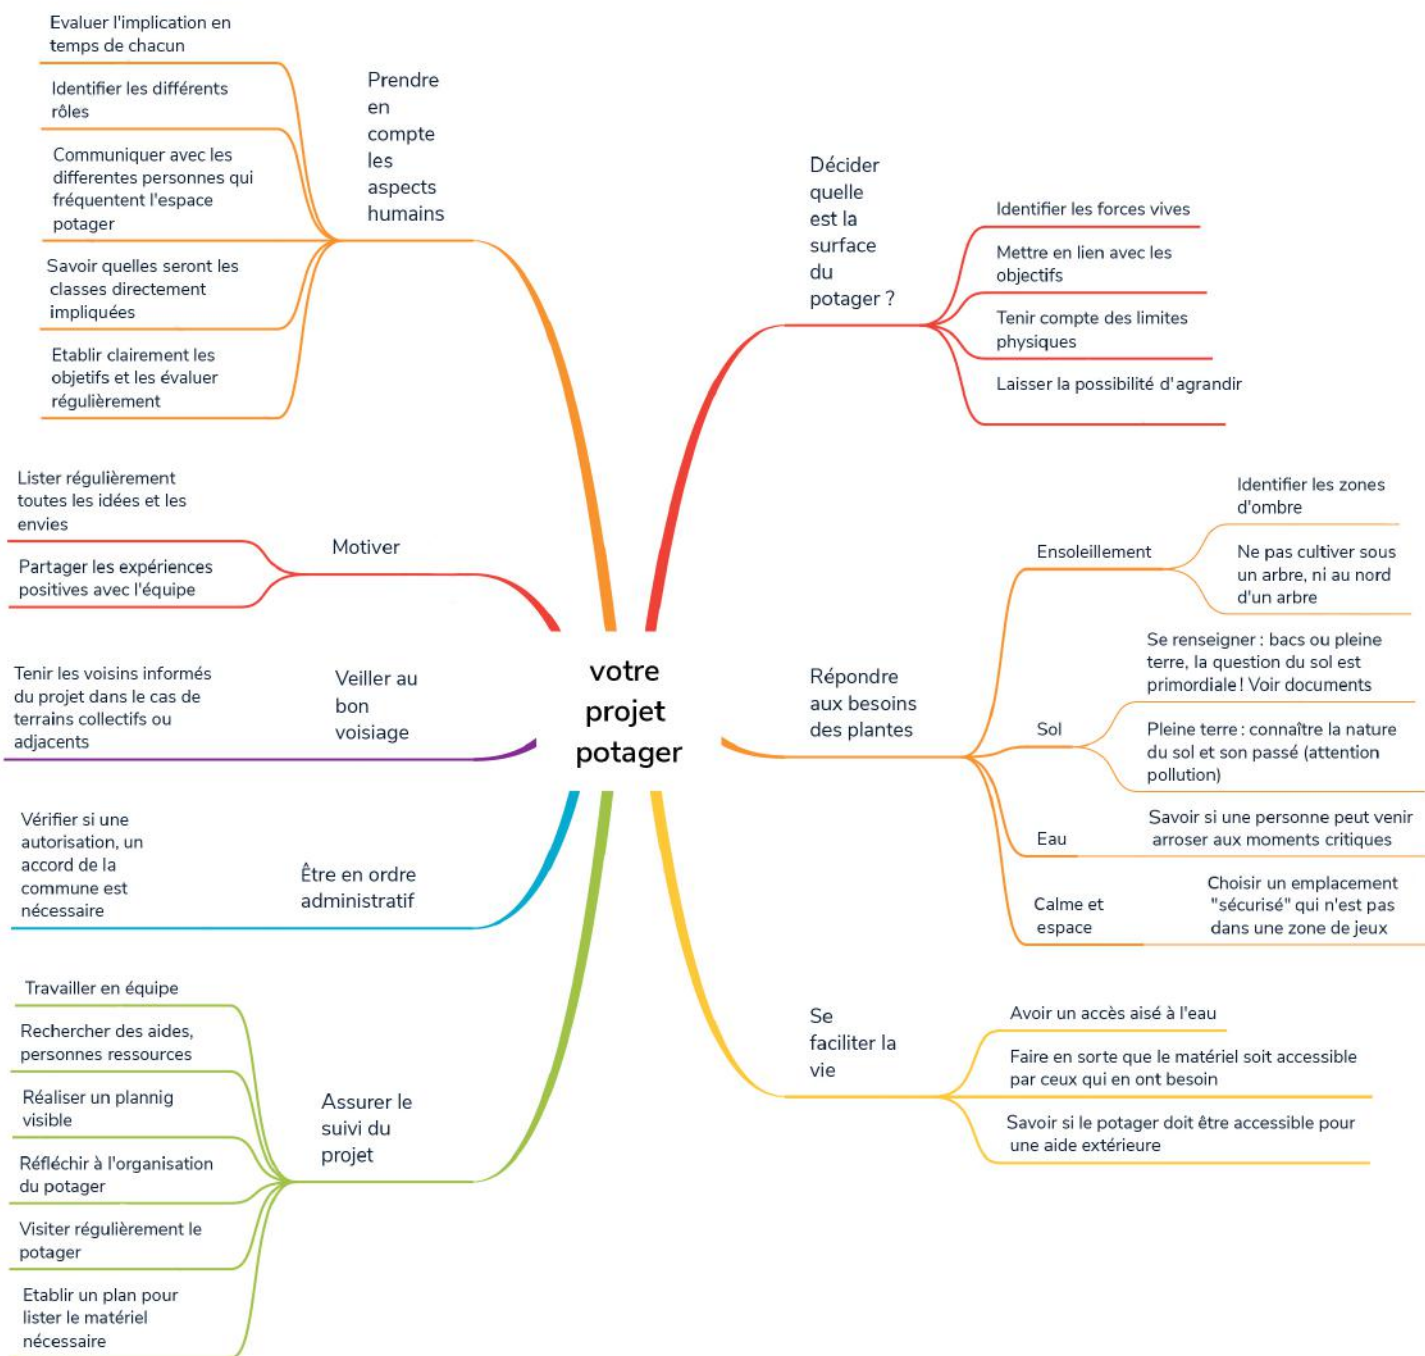 Evaluer l'implication en
temps de chacun
Identifier les différents
rôles
Communiquer avec les
differentes personnes qui
fréquentent l'espace
potager
Savoir quelles seront les
classes directement
impliquées
Etablir clairement les
objetifs et les évaluer
régulièrement
Prendre
en
compte
les
aspects
humains
Lister régulièrement
toutes les idées et les
envies
Partager les expériences
positives avec l'équipe
Motiver
Tenir les voisins informés
du projet dans le cas de
terrains collectifs ou
adjacents
Veiller au
bon
voisiage
Vérifier si une
autorisation, un
accord de la
commune est
nécessaire
Être en ordre
administratif
Travailler en équipe
Rechercher des aides,
personnes ressources
Réaliser un plannig
visible
Réfléchir à l'organisation
du potager
Visiter régulièrement le
potager
Etablir un plan pour
lister le matériel
nécessaire
Assurer le
suivi du
projet
votre
projet
potager
Décider
quelle
est la
surface
du
potager ?
Identifier les forces vives
Mettre en lien avec les
objectifs
Tenir compte des limites
physiques
Laisser la possibilité d'agrandir
Répondre
aux besoins
des plantes
Ensoleillement
Identifier les zones
d'ombre
Ne pas cultiver sous
un arbre, ni au nord
d'un arbre
Sol
Se renseigner : bacs ou pleine
terre, la question du sol est
primordiale ! Voir documents
Pleine terre : connaître la nature
du sol et son passé (attention
pollution)
Eau
Savoir si une personne peut venir
arroser aux moments critiques
Calme et
espace
Choisir un emplacement
"sécurisé" qui n'est pas
dans une zone de jeux
Se
faciliter la
vie
Avoir un accès aisé à l'eau
Faire en sorte que le matériel soit accessible
par ceux qui en ont besoin
Savoir si le potager doit être accessible pour
une aide extérieure